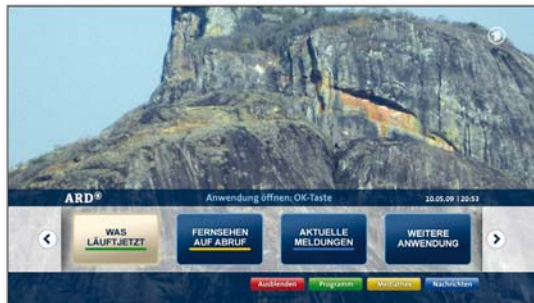 ARD Anwendung öffnen: OK-Taste 10.05.09 | 20:53
WAS
LÄUFTJETZT
FERNSEHEN
AUF ABRUF
AKTUELLE
MELDUNGEN
WEITERE
ANWENDUNG
Ausblenden Programm Mediathek Nachrichten